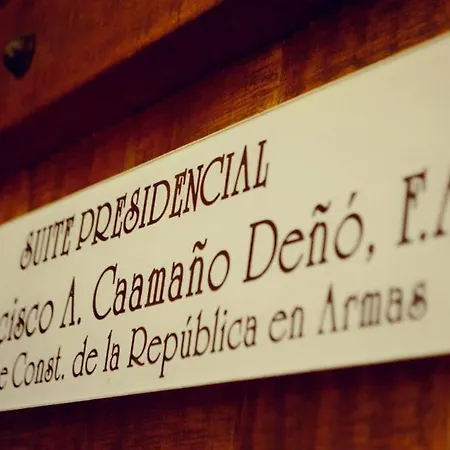 SUITE PRESIDENCIAL
cisco A. Caamaño Deñó, F.A
e Const. de la República en Armas